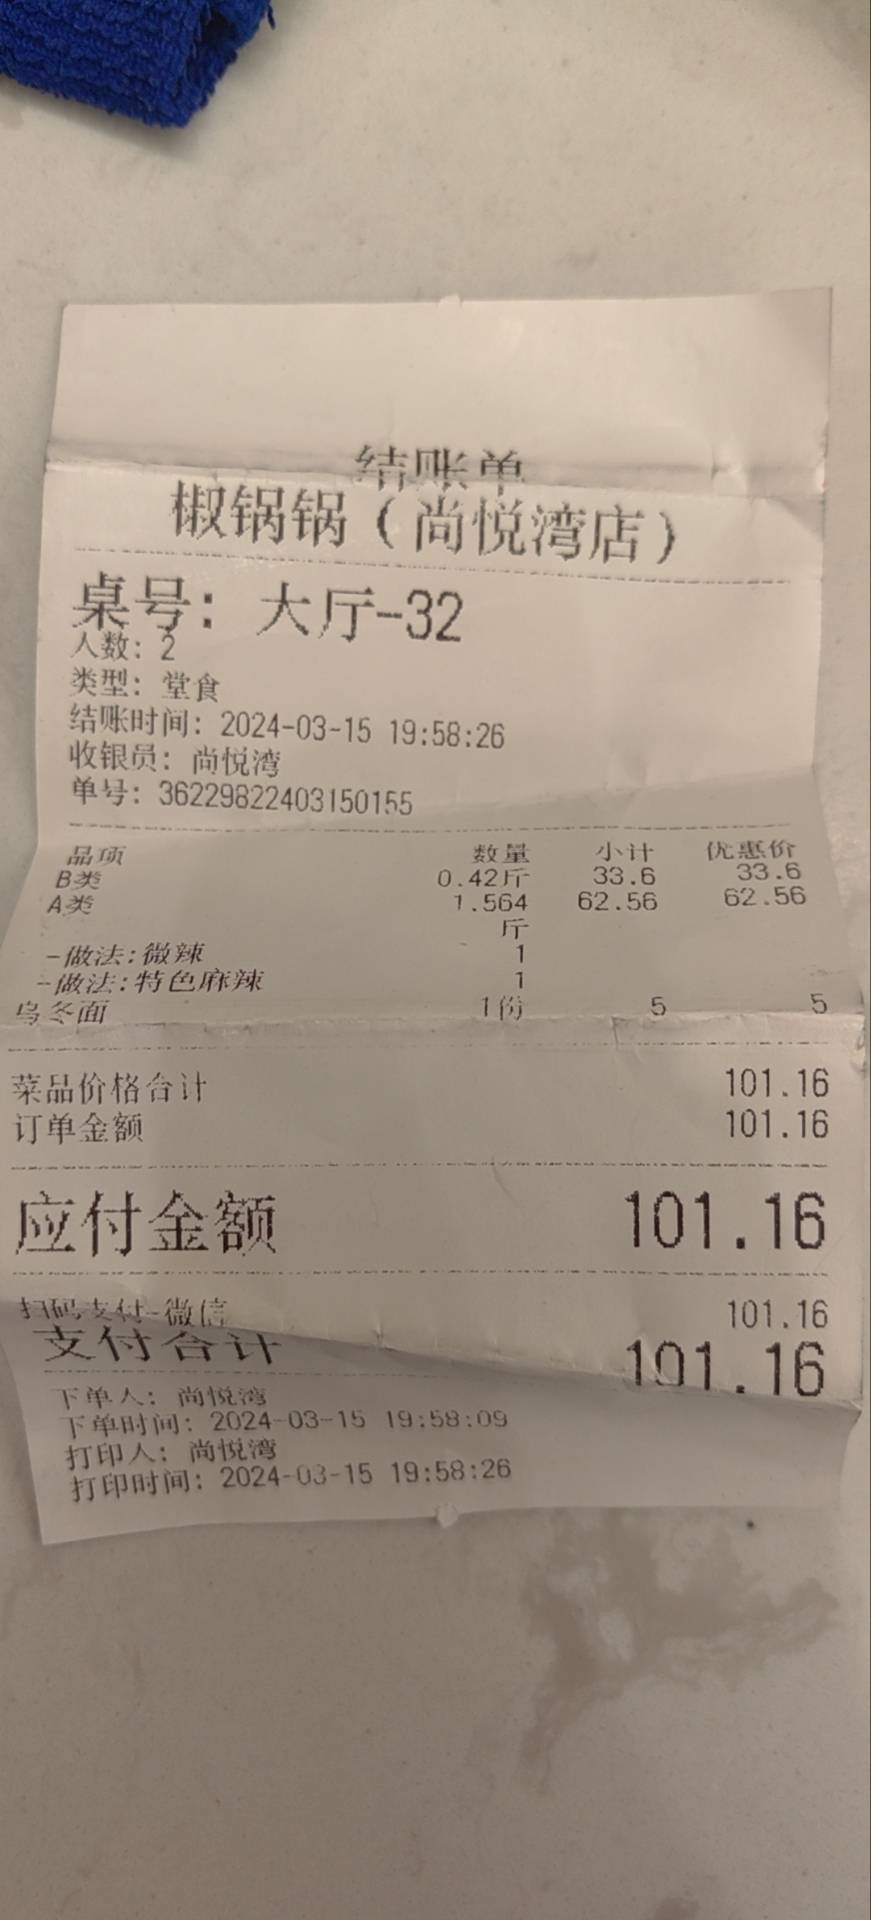 结账单
椒锅锅（尚悦湾店）
桌号：大厅-32
人数：2
类型：堂食
结账时间：2024-03-15 19:58:26
收银员：尚悦湾
单号：36229822403150155
品项 数量 小计 优惠价
B类 0.42斤 33.6 33.6
A类 1.564 62.56 62.56
斤
-做法:微辣 1
-做法:特色麻辣 1
乌冬面 1份 5 5
菜品价格合计 101.16
订单金额 101.16
应付金额 101.16
扫码支付-微信 101.16
支付合计 101.16
下单人：尚悦湾
下单时间：2024-03-15 19:58:09
打印人：尚悦湾
打印时间：2024-03-15 19:58:26